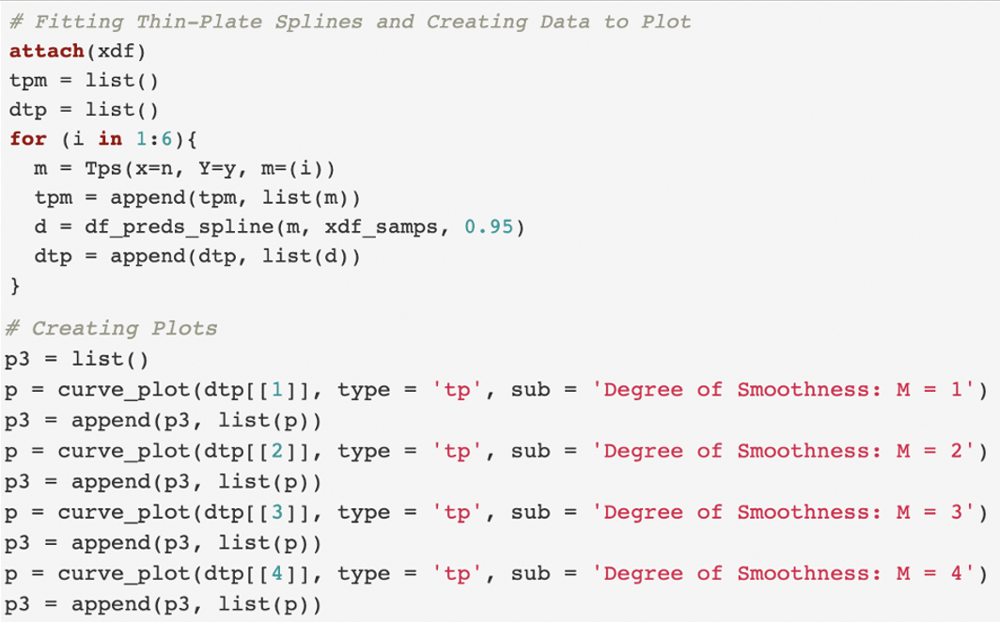 # Fitting Thin-Plate Splines and Creating Data to Plot
attach(xdf)
tpm = list()
dtp = list()
for (i in 1:6){
  m = Tps(x=n, Y=y, m=(i))
  tpm = append(tpm, list(m))
  d = df_preds_spline(m, xdf_samps, 0.95)
  dtp = append(dtp, list(d))
}
# Creating Plots
p3 = list()
p = curve_plot(dtp[[1]], type = 'tp', sub = 'Degree of Smoothness: M = 1')
p3 = append(p3, list(p))
p = curve_plot(dtp[[2]], type = 'tp', sub = 'Degree of Smoothness: M = 2')
p3 = append(p3, list(p))
p = curve_plot(dtp[[3]], type = 'tp', sub = 'Degree of Smoothness: M = 3')
p3 = append(p3, list(p))
p = curve_plot(dtp[[4]], type = 'tp', sub = 'Degree of Smoothness: M = 4')
p3 = append(p3, list(p))